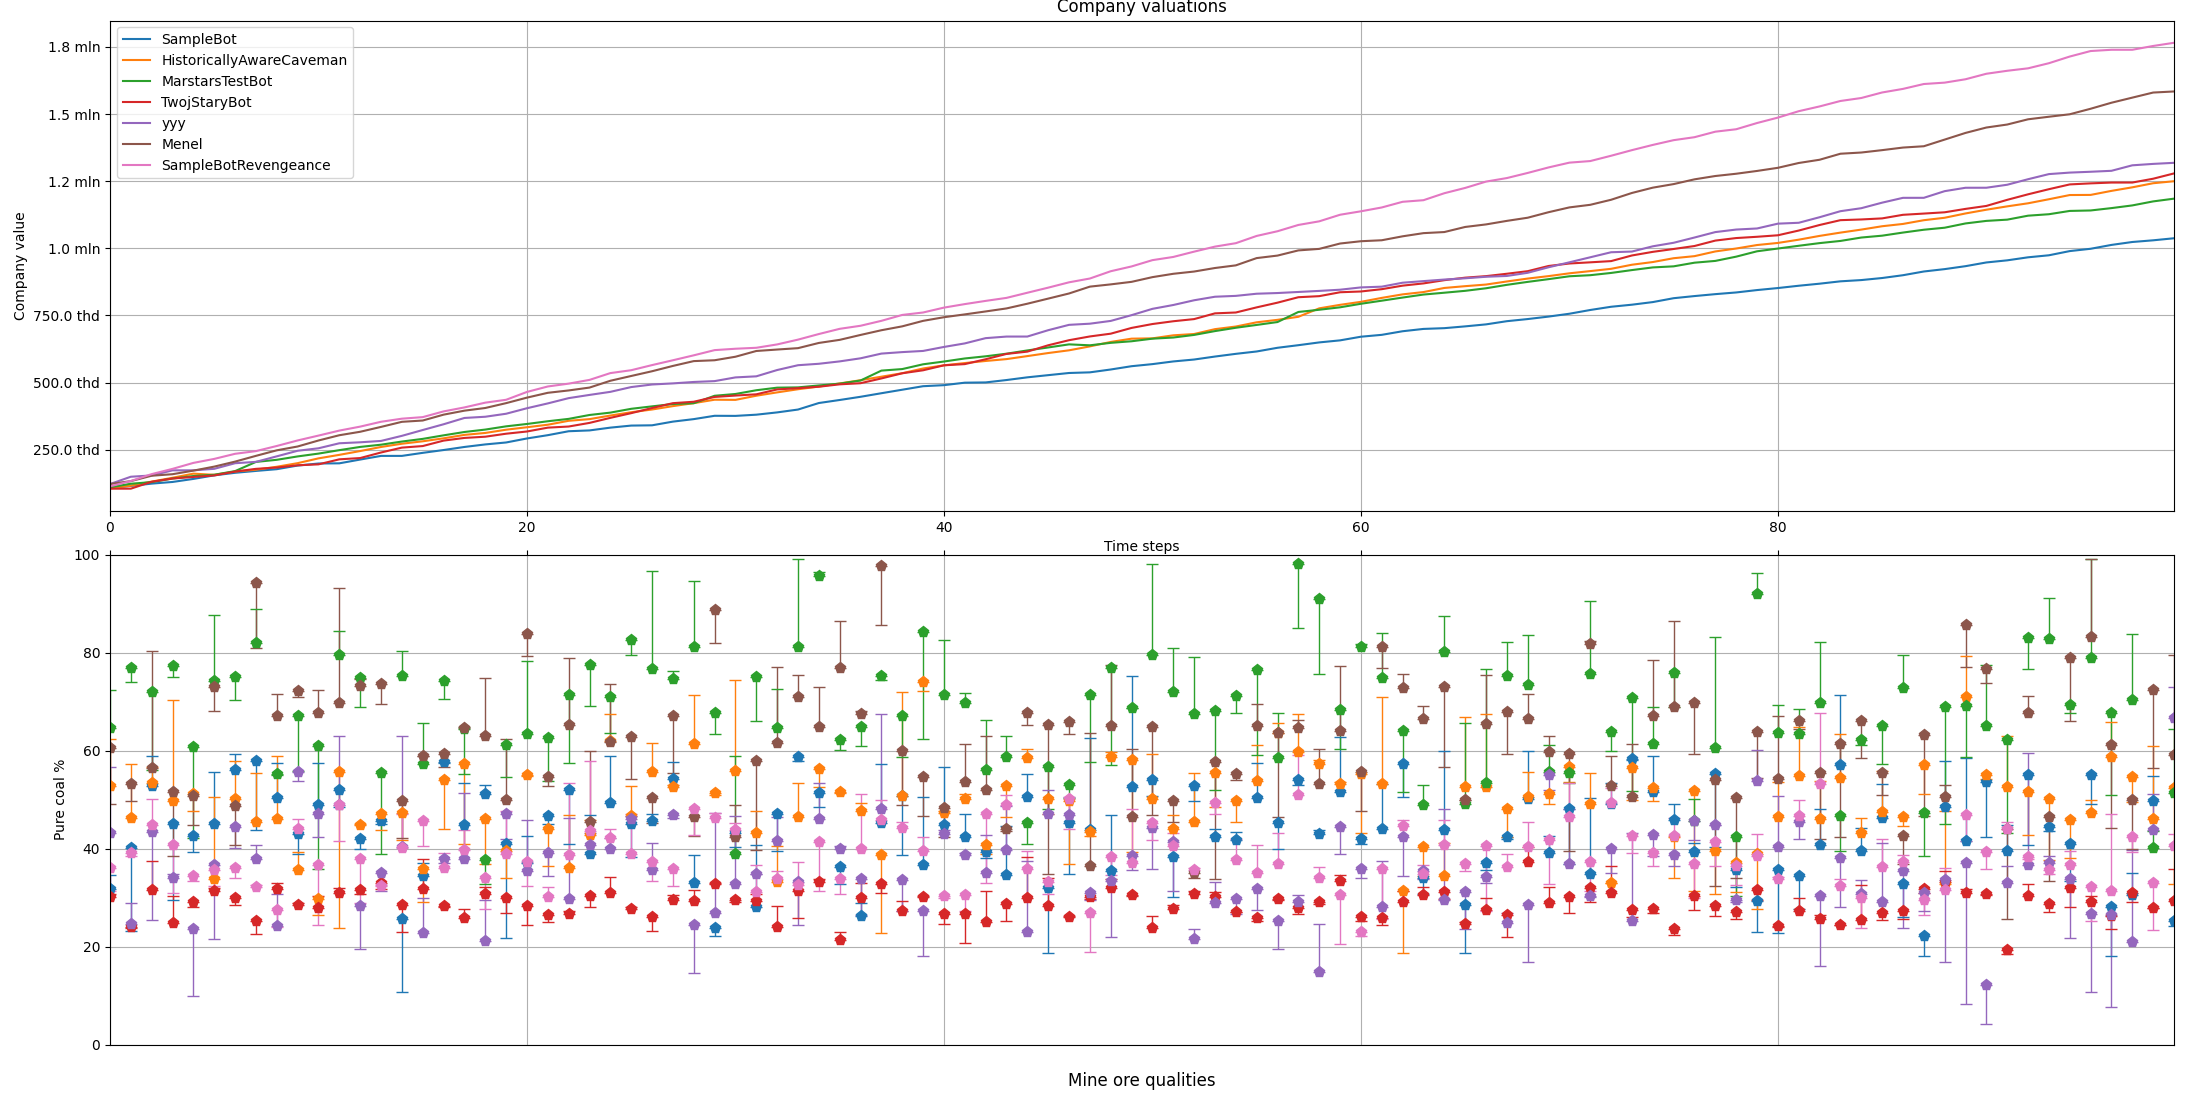 Company valuations
SampleBot
HistoricallyAwareCaveman
MarstarsTestBot
TwojStaryBot
yyy
Menel
SampleBotRevengeance
Company value
1.8 mln
1.5 mln
1.2 mln
1.0 mln
750.0 thd
500.0 thd
250.0 thd
0 20 40 60 80
Time steps
Pure coal %
100
80
60
40
20
0
Mine ore qualities